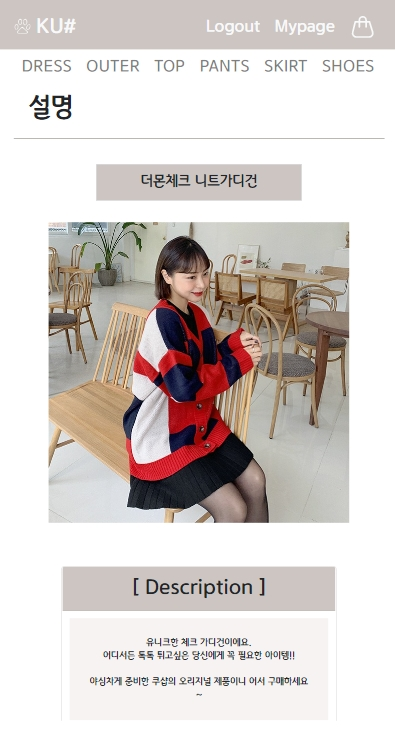 KU# Logout Mypage
DRESS OUTER TOP PANTS SKIRT SHOES
설명
더몬체크 니트가디건
[ Description ]
유니크한 체크 가디건이에요.
어디서든 톡톡 튀고싶은 당신에게 꼭 필요한 아이템!!
야심차게 준비한 쿠샵의 오리지널 제품이니 어서 구매하세요
~